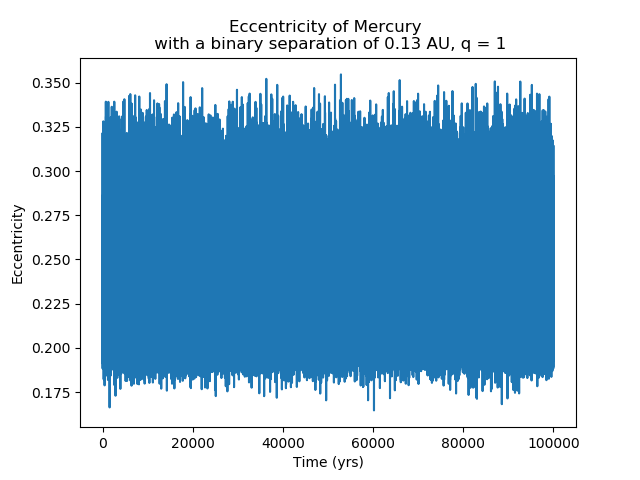 Eccentricity of Mercury
with a binary separation of 0.13 AU, q = 1
0.350
0.325
0.300
0.275
0.250
0.225
0.200
0.175
Eccentricity
0 20000 40000 60000 80000 100000
Time (yrs)